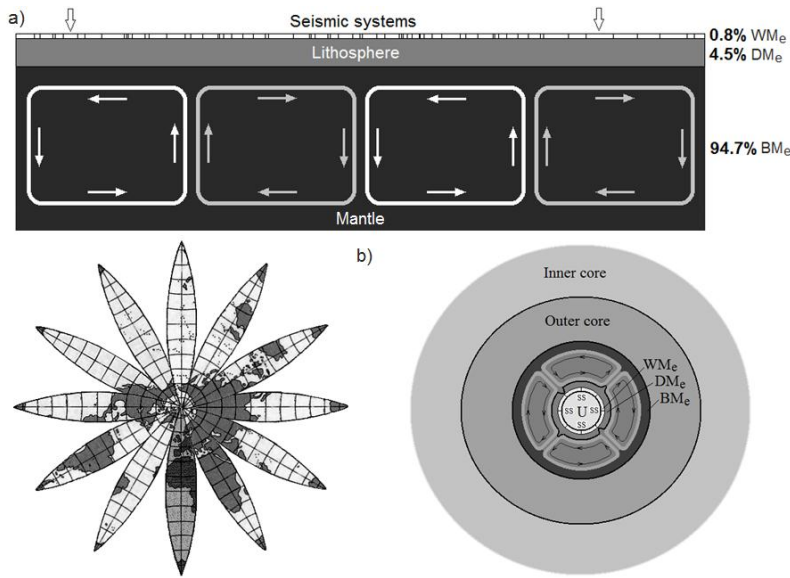 a)
Seismic systems
0.8% WMe
Lithosphere
4.5% DMe
94.7% BMe
Mantle
b)
Inner core
Outer core
WMe
DMe
BMe
SS
SS U SS
SS